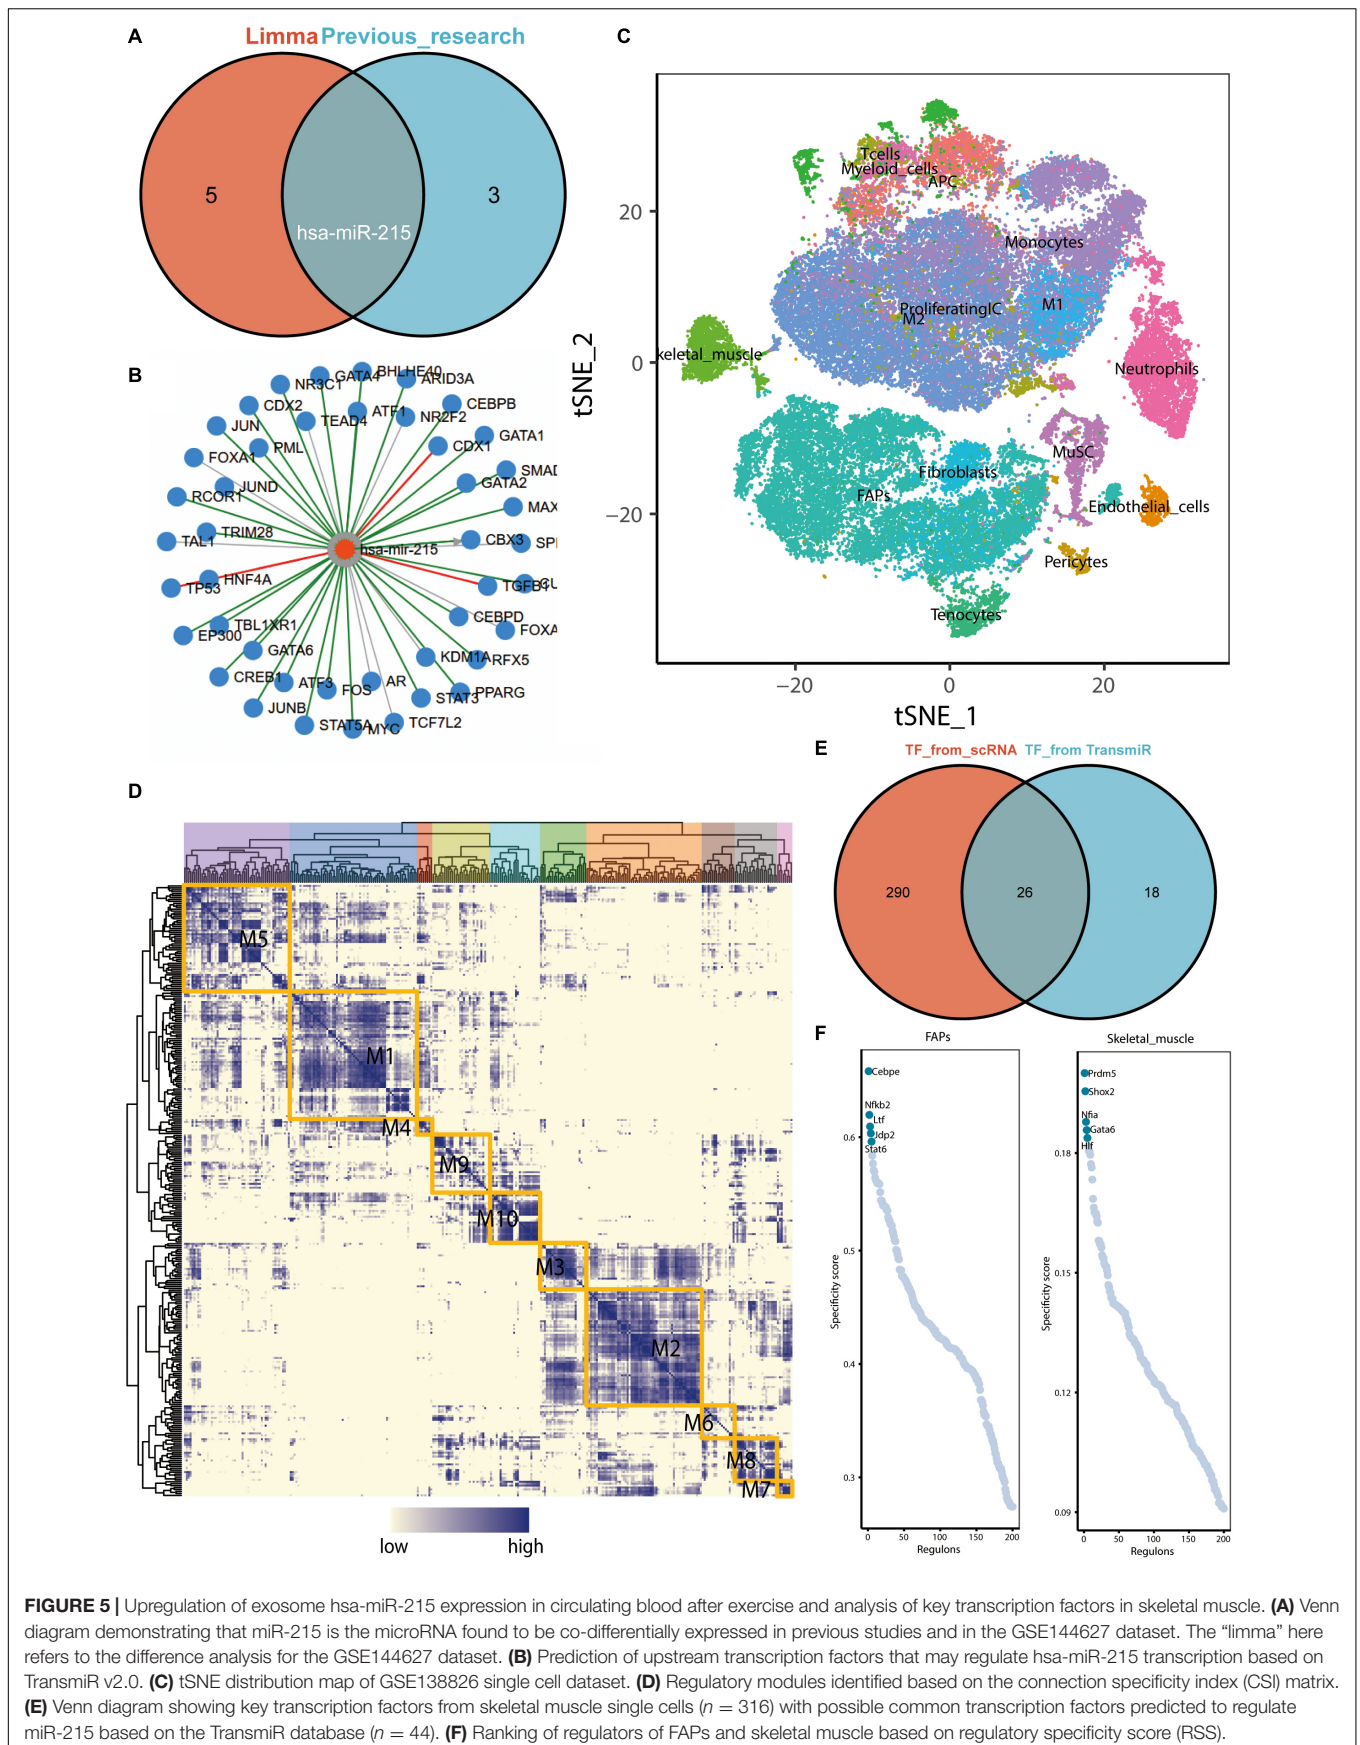 A
Limma Previous_research
5
3
hsa-miR-215
B
GATA4
BHLHE40
ARID3A
NR3C1
CDX2
TEAD4
ATF1
NR2F2
CEBPB
JUN
PML
CDX1
GATA1
FOXA1
JUND
GATA2
SMAD
RCOR1
MAX
TRIM28
TAL1
hsa-mir-215
CBX3
HNF4A
TP53
TGFB1
CEBPD
TBL1XR1
EP300
FOXA
GATA6
KDM1A
RFX5
CREB1
ATF3
FOS
AR
STAT3
PPARG
JUNB
STAT5A
MYC
TCF7L2
C
tSNE_2
20
0
−20
Tcells
Myeloid_cells
APC
Monocytes
ProliferatingIC
M2
M1
keletal_muscle
Neutrophils
MuSC
Fibroblasts
FAPs
Endothelial_cells
Pericytes
Tenocytes
−20
0
20
tSNE_1
D
M5
M1
M4
M9
M10
M3
M2
M6
M8
M7
low
high
E
TF_from_scRNA TF_from TransmiR
290
26
18
F
FAPs
Cebpe
Nfkb2
Ltf
Jdp2
Stat6
Specificity score
0.6
0.5
0.4
0.3
0 50 100 150 200
Regulons
Skeletal_muscle
Prdm5
Shox2
Nfia
Gata6
Hlf
Specificity score
0.18
0.15
0.12
0.09
0 50 100 150 200
Regulons
FIGURE 5 | Upregulation of exosome hsa-miR-215 expression in circulating blood after exercise and analysis of key transcription factors in skeletal muscle. (A) Venn
diagram demonstrating that miR-215 is the microRNA found to be co-differentially expressed in previous studies and in the GSE144627 dataset. The “limma” here
refers to the difference analysis for the GSE144627 dataset. (B) Prediction of upstream transcription factors that may regulate hsa-miR-215 transcription based on
TransmiR v2.0. (C) tSNE distribution map of GSE138826 single cell dataset. (D) Regulatory modules identified based on the connection specificity index (CSI) matrix.
(E) Venn diagram showing key transcription factors from skeletal muscle single cells (n = 316) with possible common transcription factors predicted to regulate
miR-215 based on the TransmiR database (n = 44). (F) Ranking of regulators of FAPs and skeletal muscle based on regulatory specificity score (RSS).